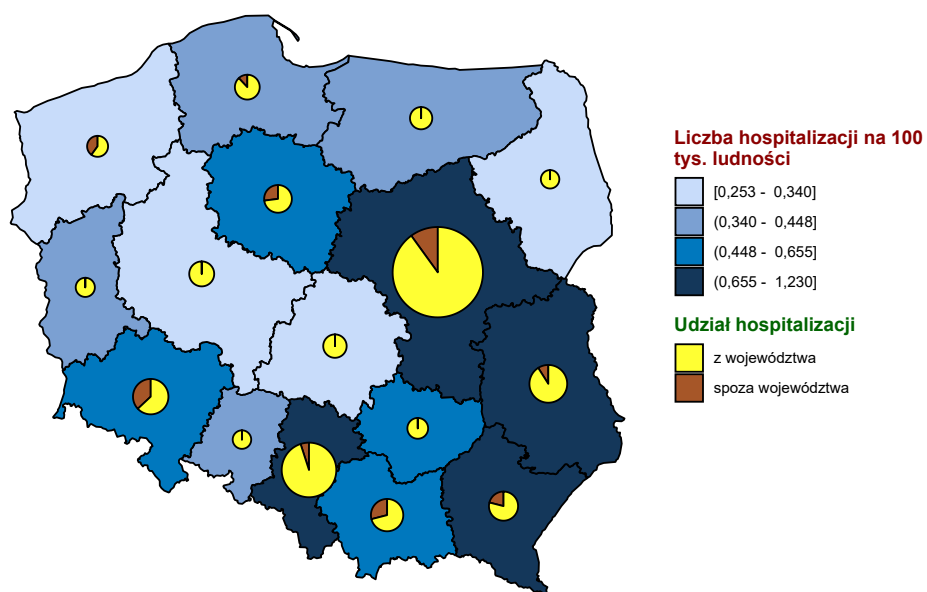 Liczba hospitalizacji na 100
tys. ludności
[0,253 - 0,340]
(0,340 - 0,448]
(0,448 - 0,655]
(0,655 - 1,230]
Udział hospitalizacji
z województwa
spoza województwa